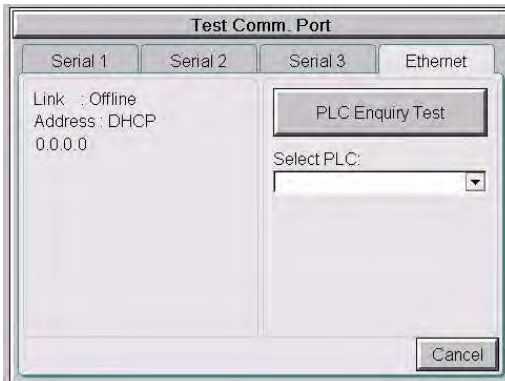 Test Comm. Port
Serial 1 Serial 2 Serial 3 Ethernet
Link : Offline
Address : DHCP
0.0.0.0
PLC Enquiry Test
Select PLC:
Cancel